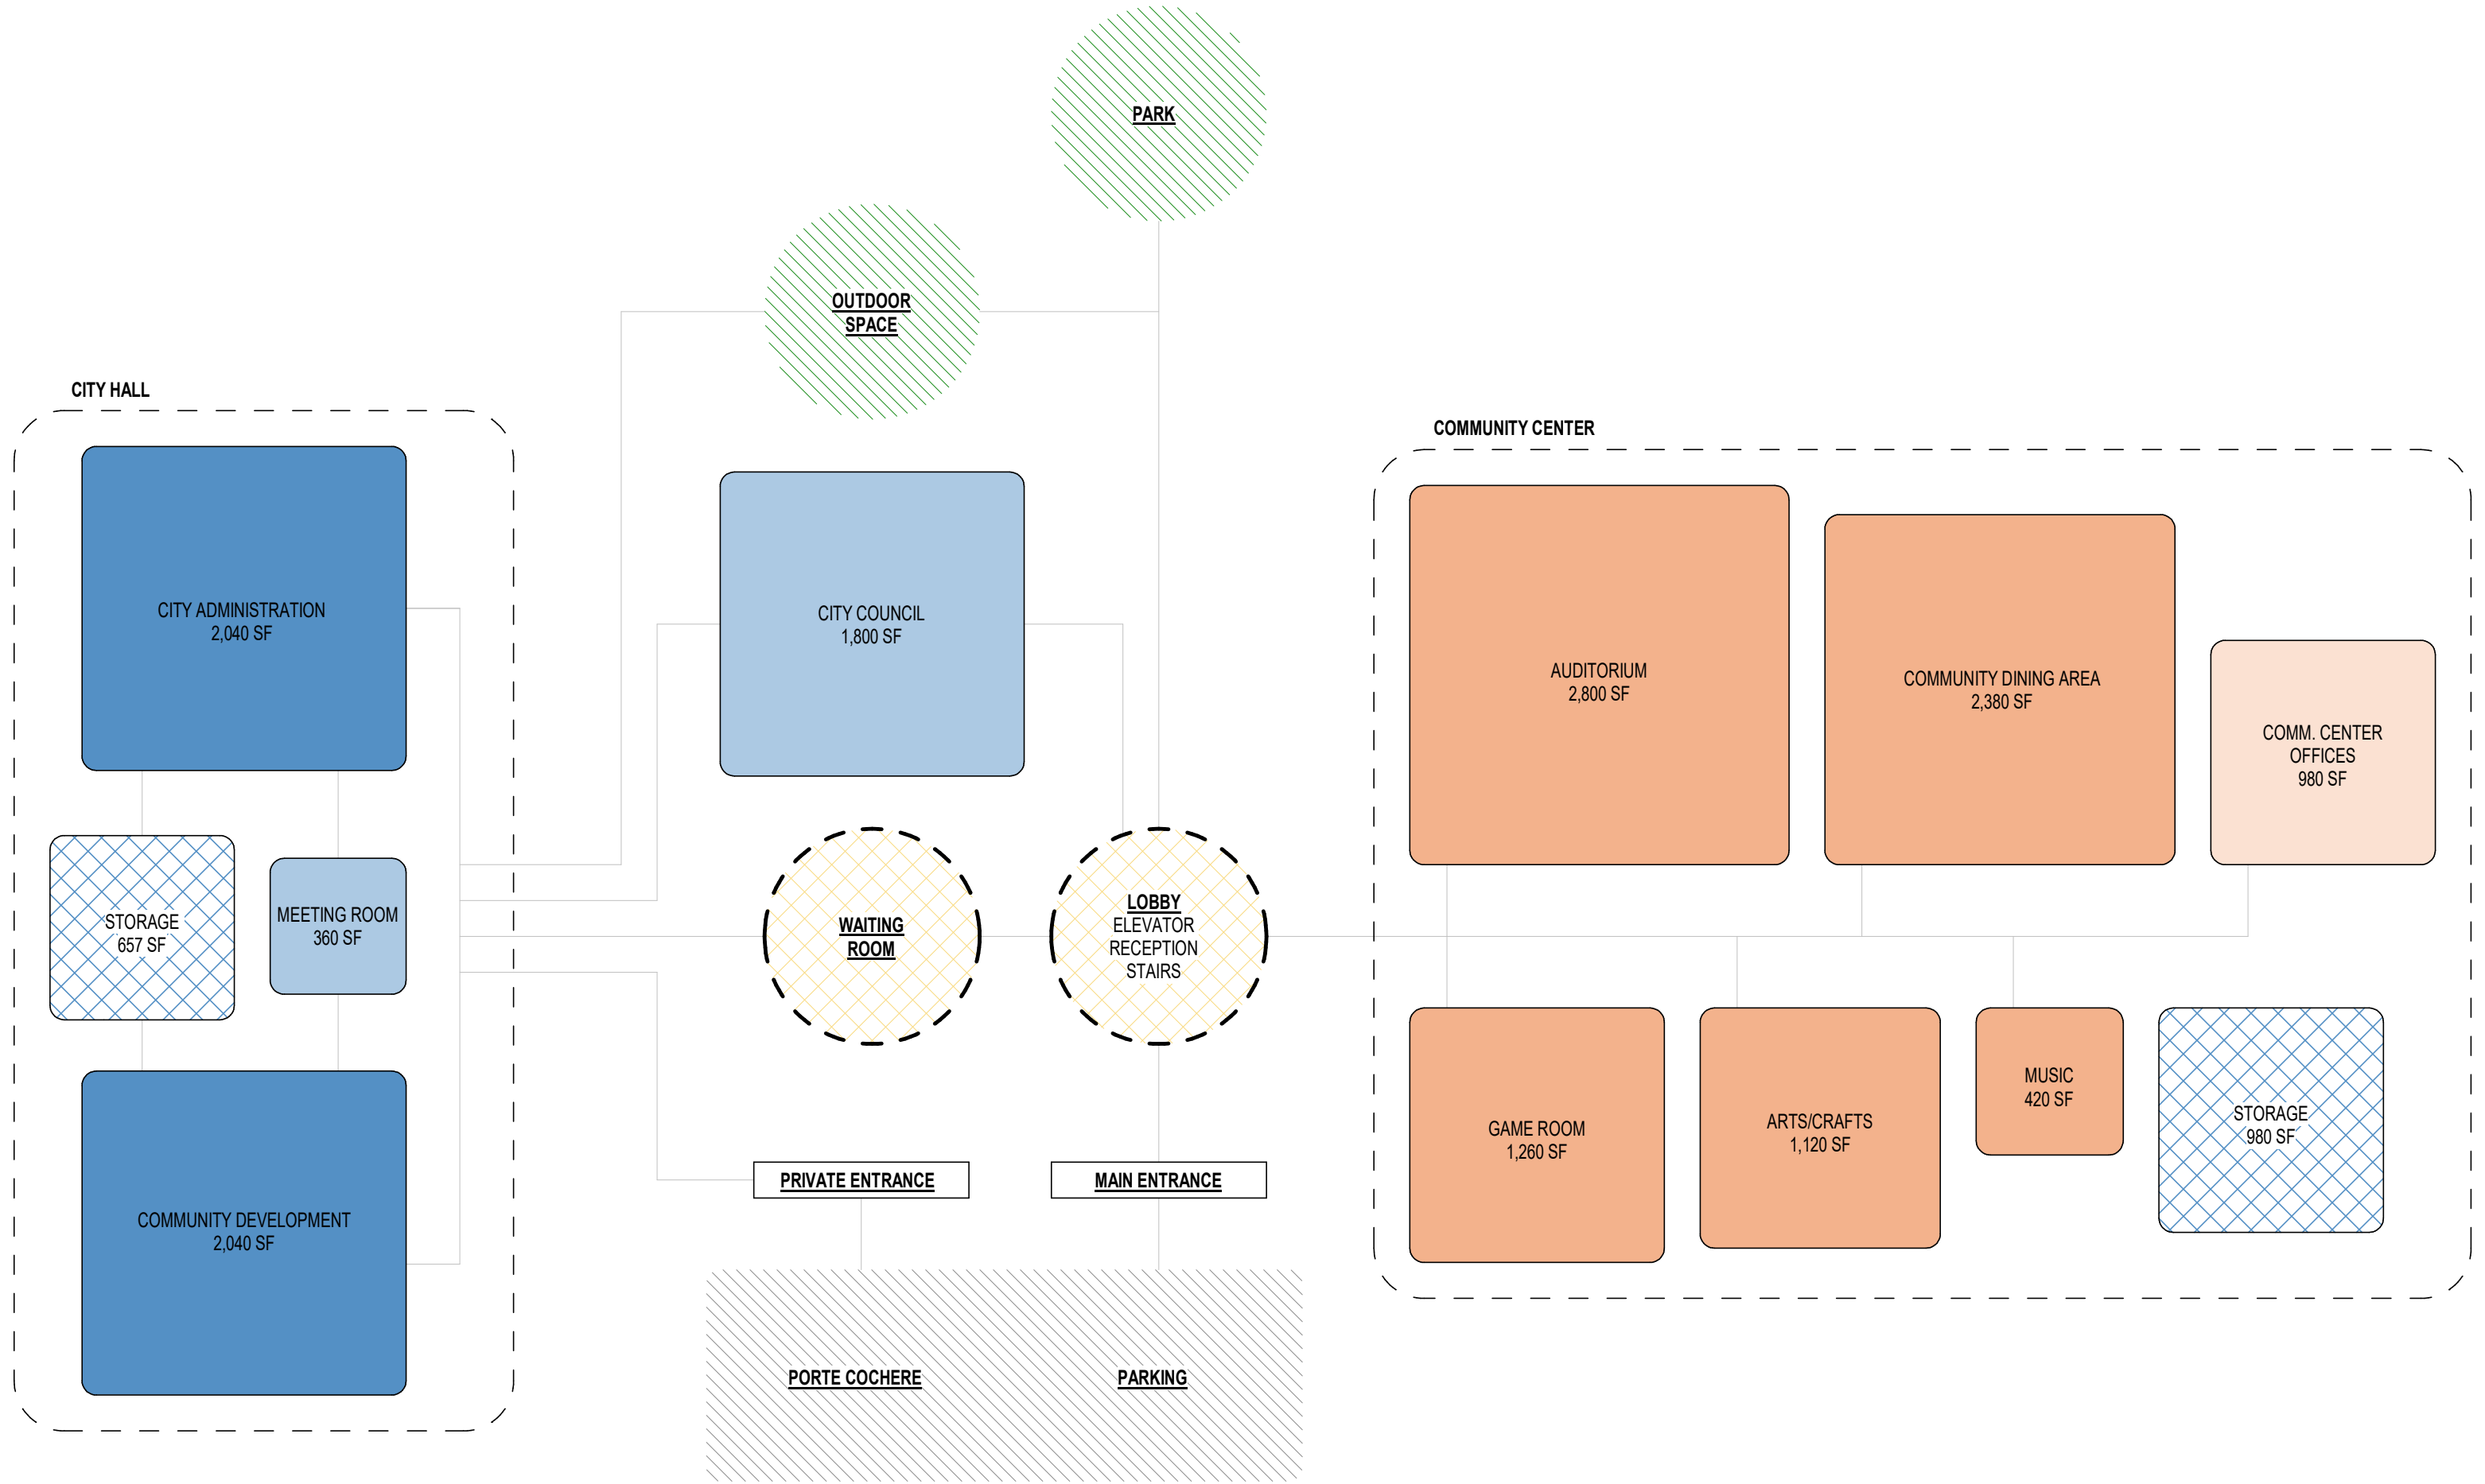 PARK
OUTDOOR
SPACE
CITY HALL
CITY ADMINISTRATION
2,040 SF
STORAGE
657 SF
MEETING ROOM
360 SF
COMMUNITY DEVELOPMENT
2,040 SF
CITY COUNCIL
1,800 SF
WAITING
ROOM
LOBBY
ELEVATOR
RECEPTION
STAIRS
PRIVATE ENTRANCE
MAIN ENTRANCE
PORTE COCHERE
PARKING
COMMUNITY CENTER
AUDITORIUM
2,800 SF
COMMUNITY DINING AREA
2,380 SF
COMM. CENTER
OFFICES
980 SF
GAME ROOM
1,260 SF
ARTS/CRAFTS
1,120 SF
MUSIC
420 SF
STORAGE
980 SF